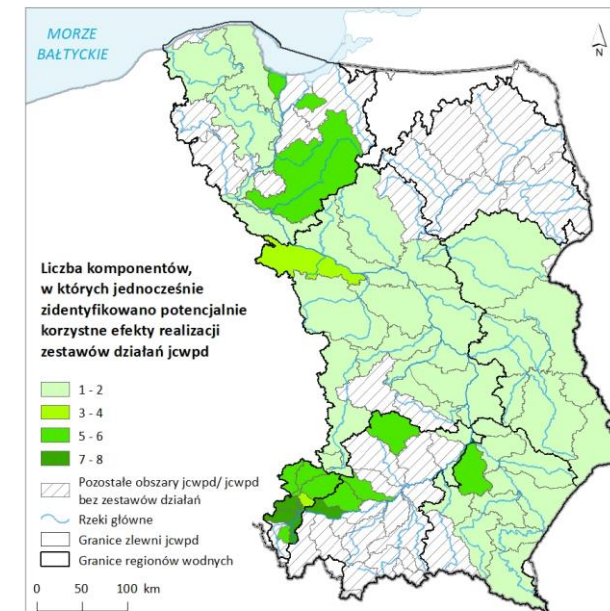 MORZE
BAŁTYCKIE
N
Liczba komponentów,
w których jednocześnie
zidentyfikowano potencjalnie
korzystne efekty realizacji
zestawów działań jcwpd
1 - 2
3 - 4
5 - 6
7 - 8
Pozostałe obszary jcwpd/ jcwpd
bez zestawów działań
Rzeki główne
Granice zlewni jcwpd
Granice regionów wodnych
0 50 100 km